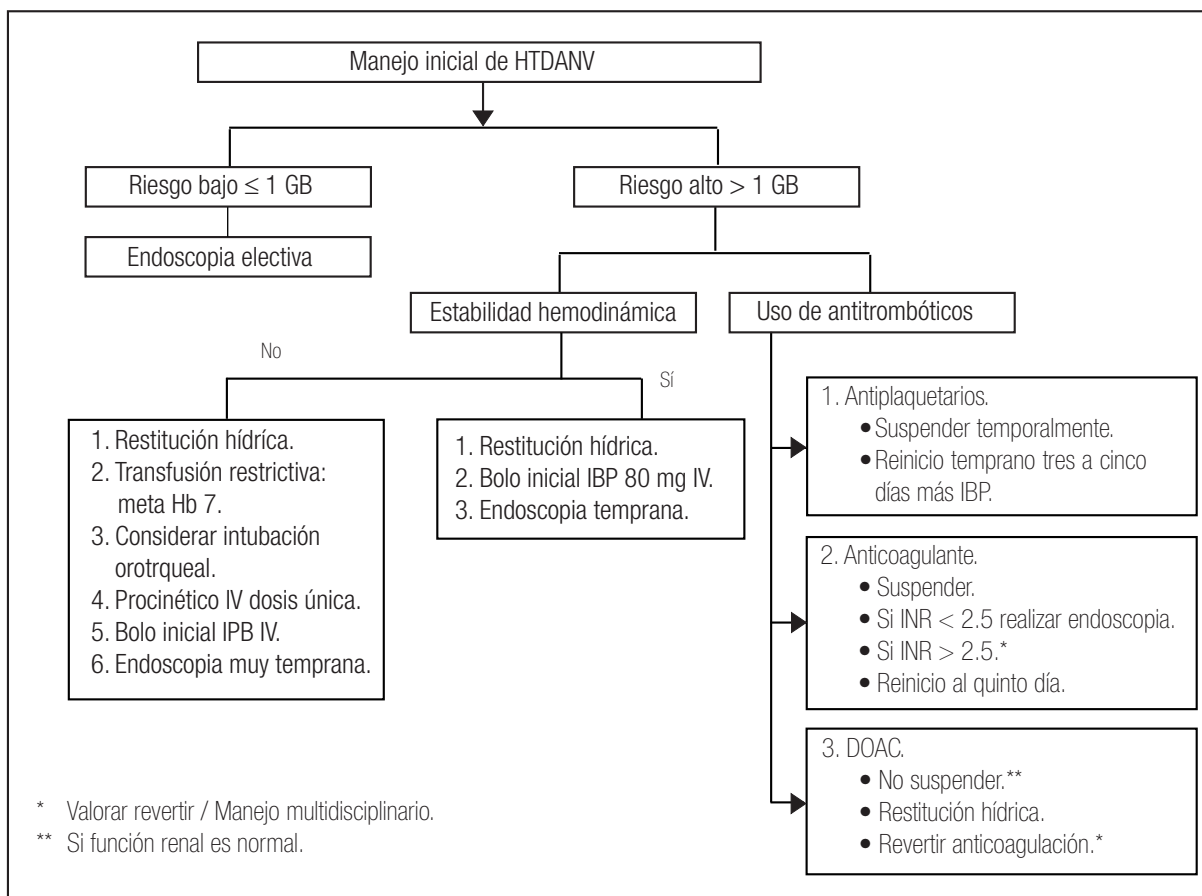 Manejo inicial de HTDANV
Riesgo bajo ≤ 1 GB
Riesgo alto > 1 GB
Endoscopia electiva
Estabilidad hemodinámica
Uso de antitrombóticos
No
Sí
1. Restitución hídríca.
2. Transfusión restrictiva:
meta Hb 7.
3. Considerar intubación
orotrqueal.
4. Procinético IV dosis única.
5. Bolo inicial IPB IV.
6. Endoscopia muy temprana.
1. Restitución hídrica.
2. Bolo inicial IBP 80 mg IV.
3. Endoscopia temprana.
1. Antiplaquetarios.
• Suspender temporalmente.
• Reinicio temprano tres a cinco
días más IBP.
2. Anticoagulante.
• Suspender.
• Si INR < 2.5 realizar endoscopia.
• Si INR > 2.5.*
• Reinicio al quinto día.
3. DOAC.
• No suspender.**
• Restitución hídrica.
• Revertir anticoagulación.*
* Valorar revertir / Manejo multidisciplinario.
** Si función renal es normal.